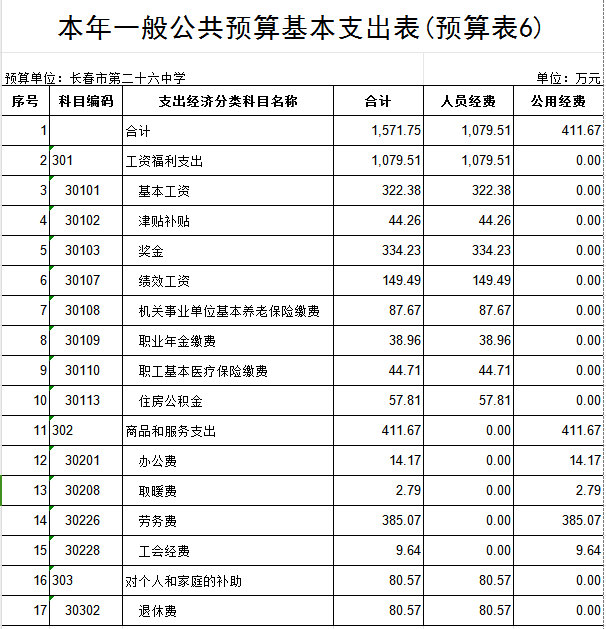 本年一般公共预算基本支出表(预算表6)
预算单位：长春市第二十六中学 单位：万元
序号 科目编码 支出经济分类科目名称 合计 人员经费 公用经费
1 合计 1,571.75 1,079.51 411.67
2 301 工资福利支出 1,079.51 1,079.51 0.00
3 30101 基本工资 322.38 322.38 0.00
4 30102 津贴补贴 44.26 44.26 0.00
5 30103 奖金 334.23 334.23 0.00
6 30107 绩效工资 149.49 149.49 0.00
7 30108 机关事业单位基本养老保险缴费 87.67 87.67 0.00
8 30109 职业年金缴费 38.96 38.96 0.00
9 30110 职工基本医疗保险缴费 44.71 44.71 0.00
10 30113 住房公积金 57.81 57.81 0.00
11 302 商品和服务支出 411.67 0.00 411.67
12 30201 办公费 14.17 0.00 14.17
13 30208 取暖费 2.79 0.00 2.79
14 30226 劳务费 385.07 0.00 385.07
15 30228 工会经费 9.64 0.00 9.64
16 303 对个人和家庭的补助 80.57 80.57 0.00
17 30302 退休费 80.57 80.57 0.00